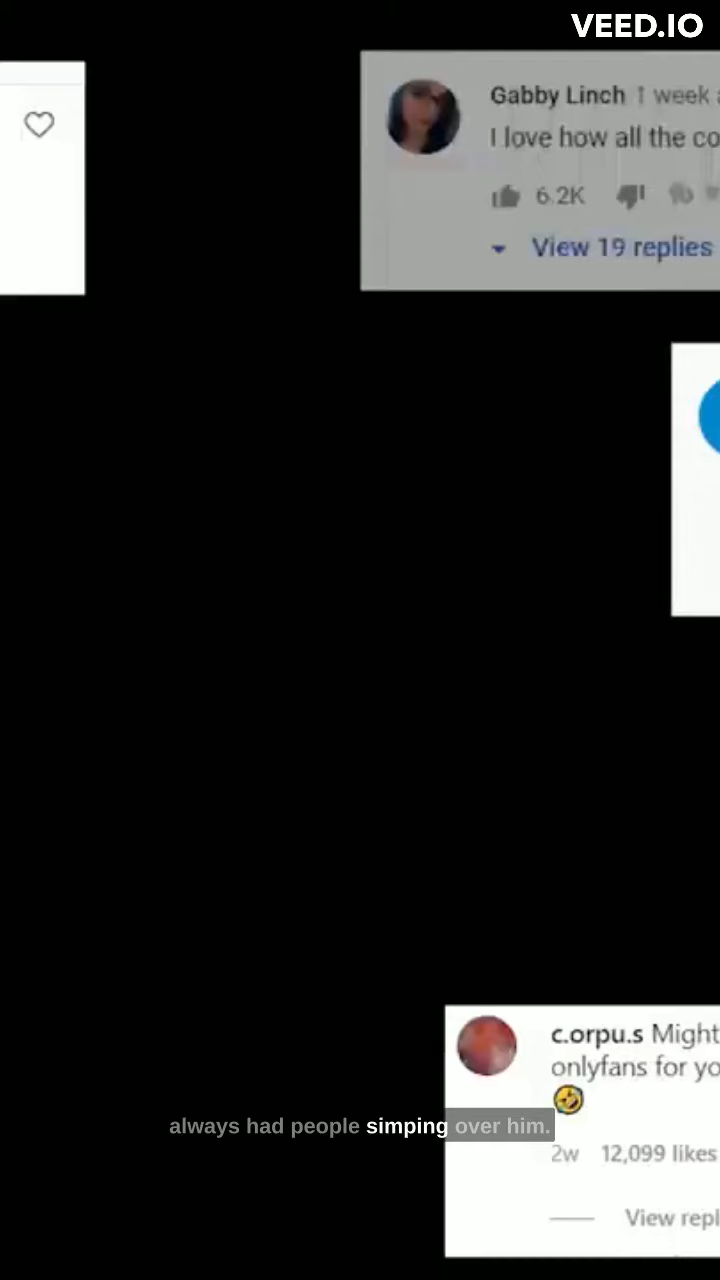 VEED.IO
Gabby Linch 1 week
I love how all the co
6.2K
View 19 replies
c.orpu.s Might
onlyfans for yo
🤣
always had people simping over him.
2w 12,099 likes
View repl